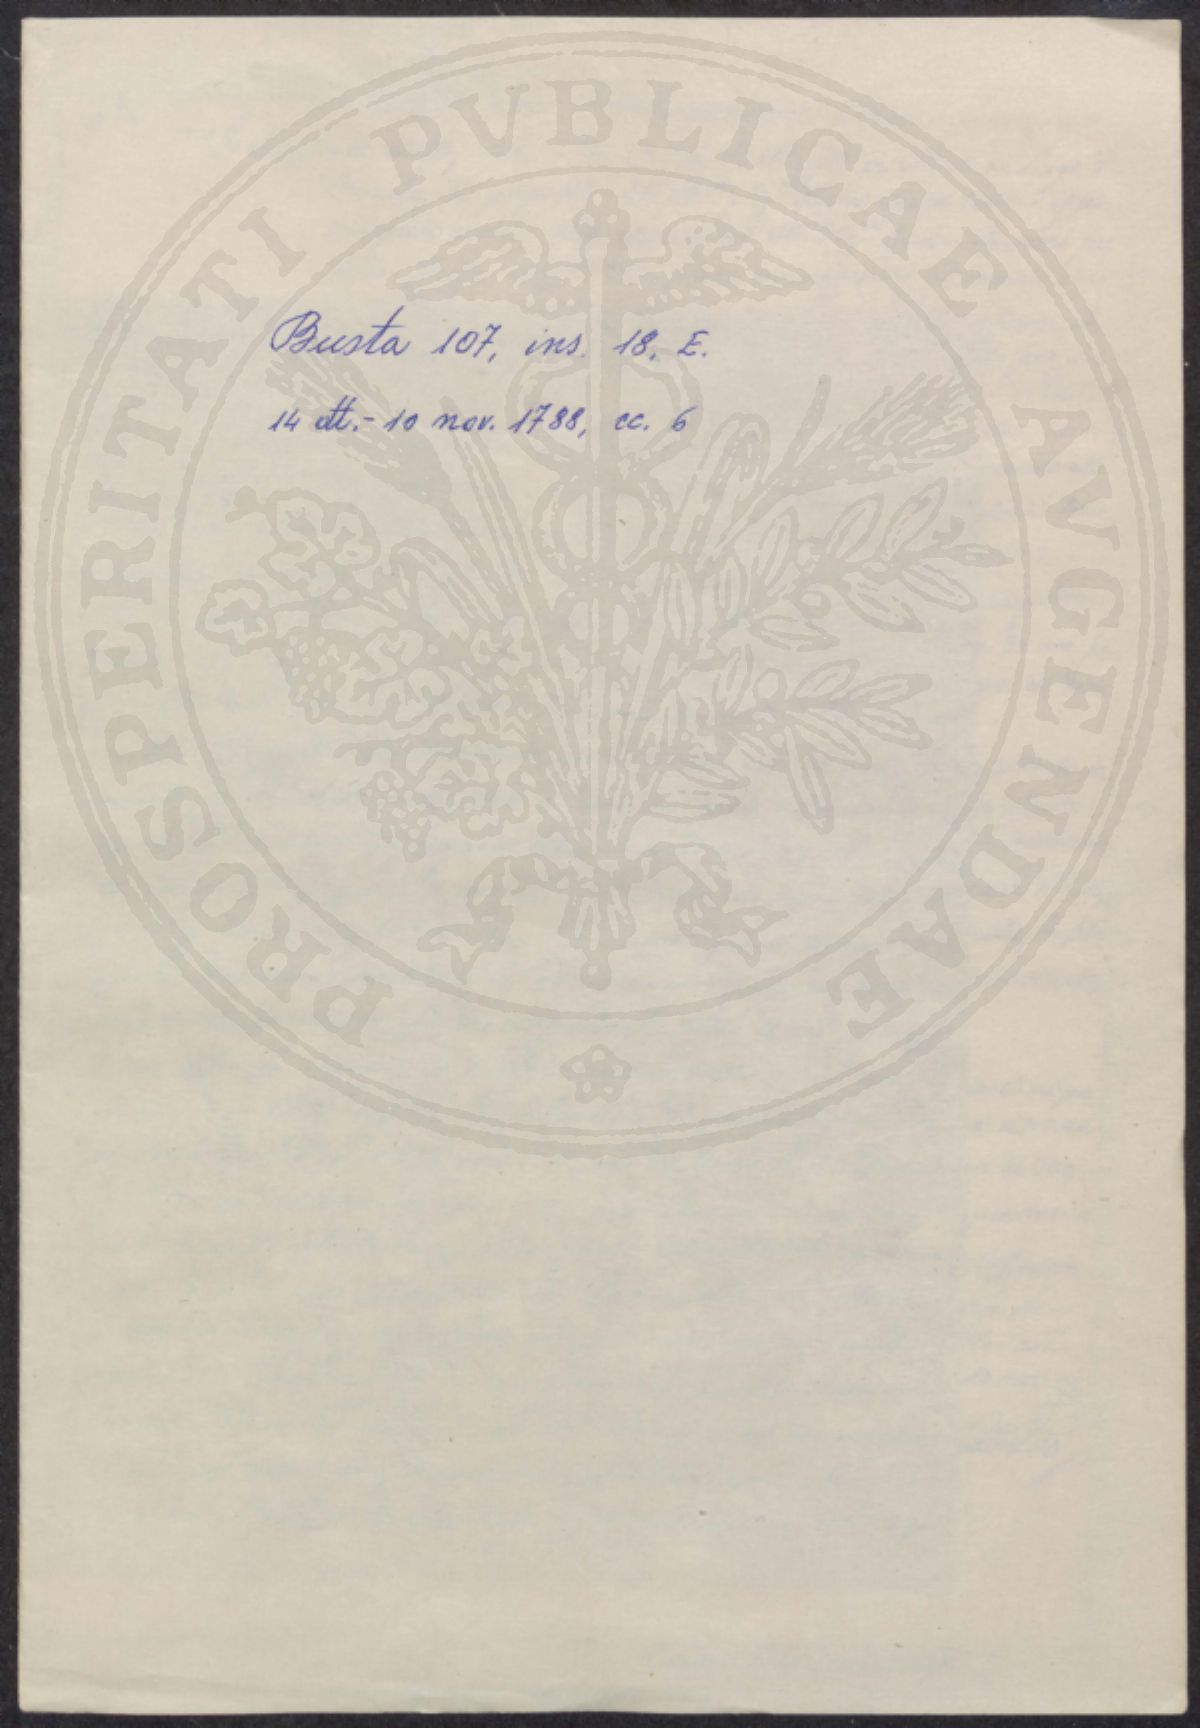 Busta 107, ins. 18. E.
14 ott. - 10 nov. 1788, cc. 6
PROSPERITATI PVBLICAE AVGENDAE